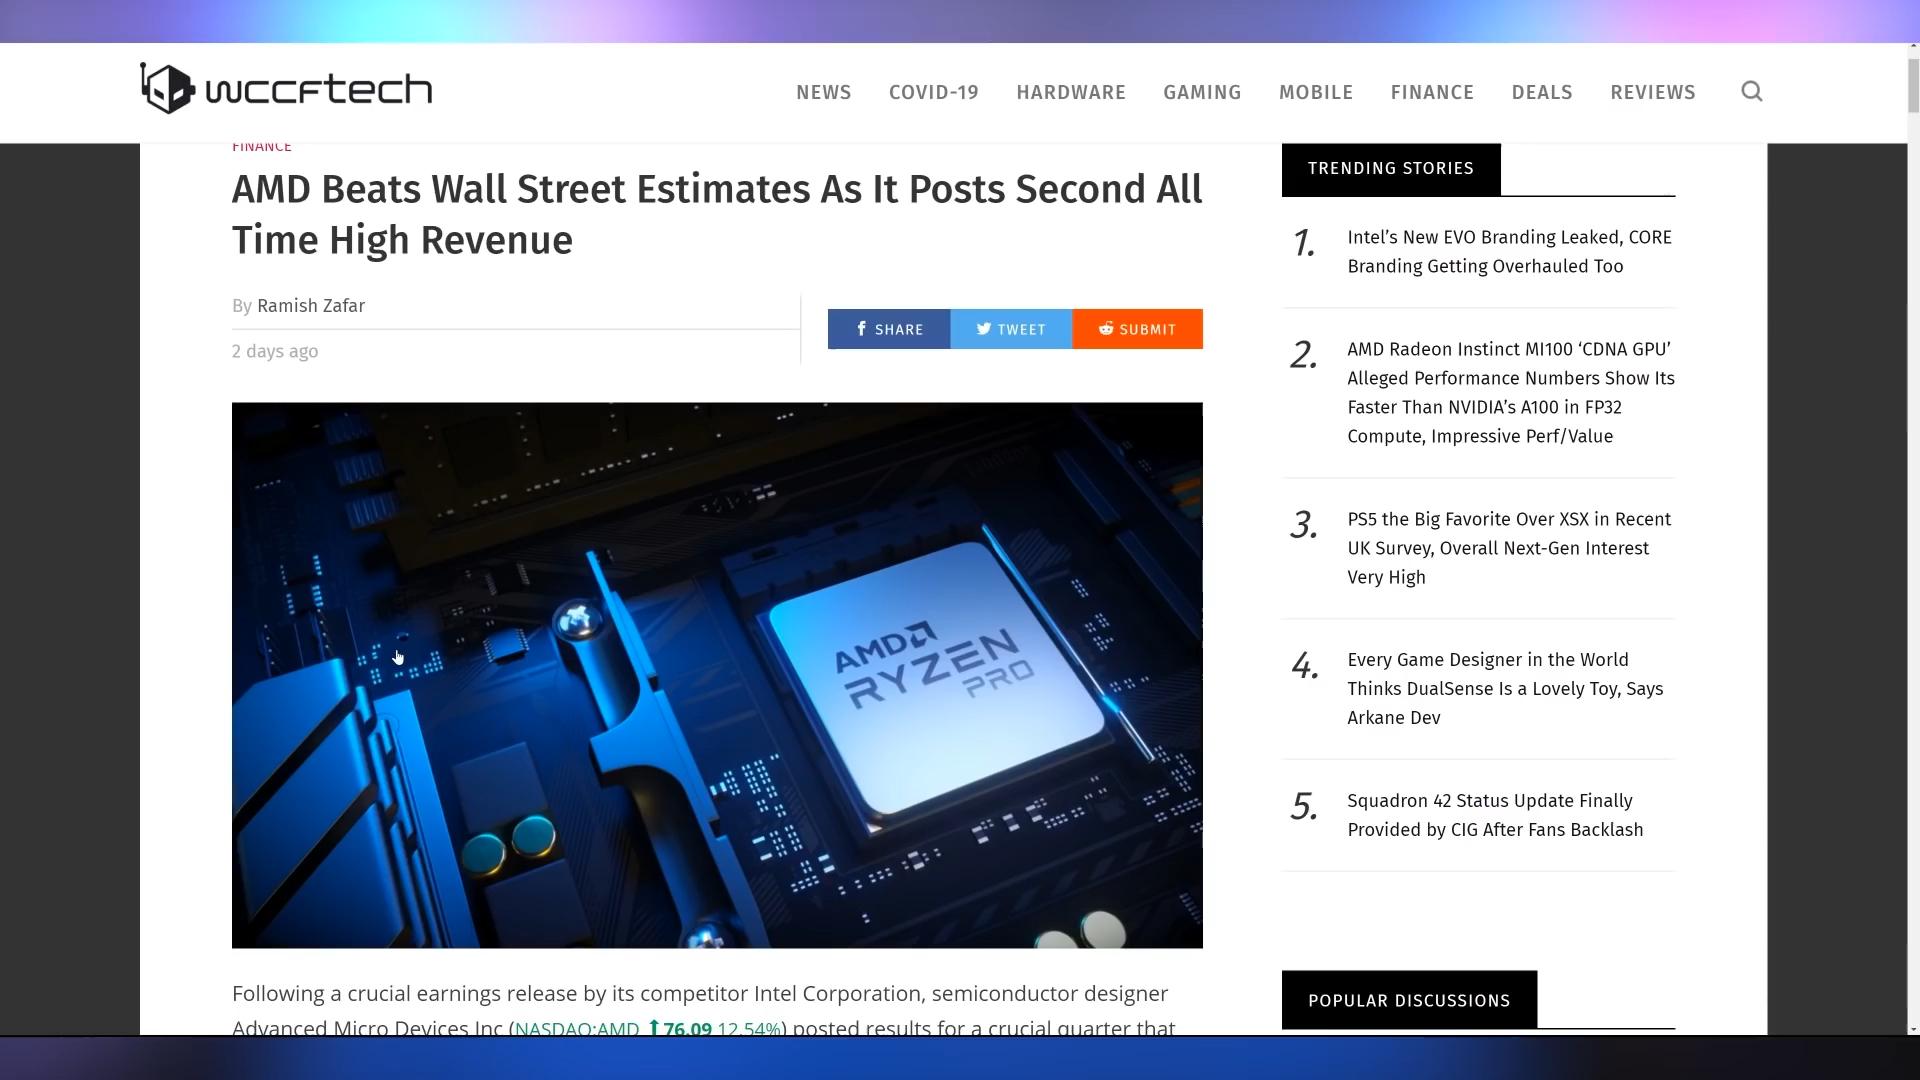 wccftech
NEWS COVID-19 HARDWARE GAMING MOBILE FINANCE DEALS REVIEWS
FINANCE
AMD Beats Wall Street Estimates As It Posts Second All
Time High Revenue
By Ramish Zafar
2 days ago
SHARE TWEET SUBMIT
AMD
RYZEN
PRO
Following a crucial earnings release by its competitor Intel Corporation, semiconductor designer
Advanced Micro Devices Inc (NASDAQ:AMD 76.09 12.54%) posted results for a crucial quarter that
TRENDING STORIES
1. Intel’s New EVO Branding Leaked, CORE
Branding Getting Overhauled Too
2. AMD Radeon Instinct MI100 ‘CDNA GPU’
Alleged Performance Numbers Show Its
Faster Than NVIDIA’s A100 in FP32
Compute, Impressive Perf/Value
3. PS5 the Big Favorite Over XSX in Recent
UK Survey, Overall Next-Gen Interest
Very High
4. Every Game Designer in the World
Thinks DualSense Is a Lovely Toy, Says
Arkane Dev
5. Squadron 42 Status Update Finally
Provided by CIG After Fans Backlash
POPULAR DISCUSSIONS